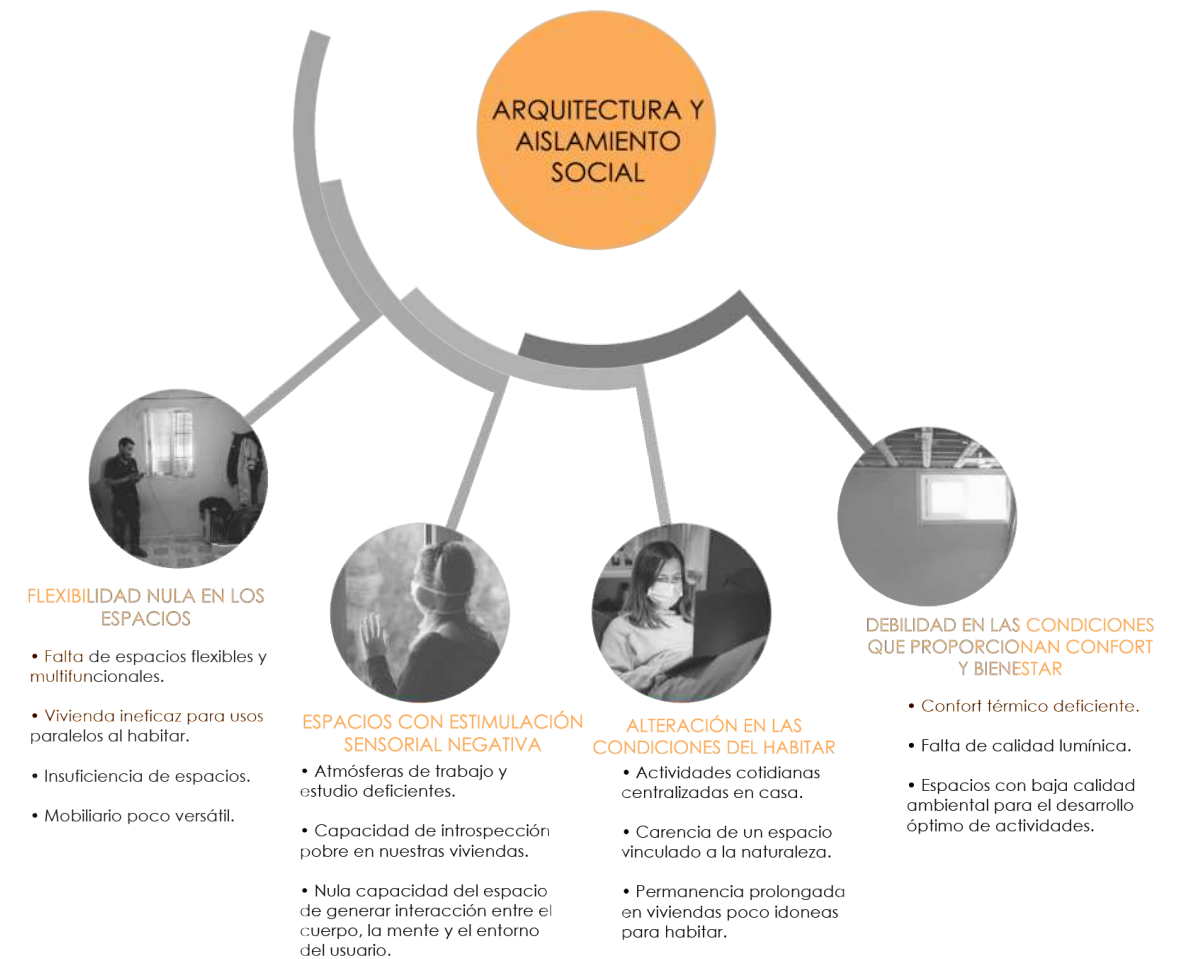 ARQUITECTURA Y
AISLAMIENTO
SOCIAL
FLEXIBILIDAD NULA EN LOS
ESPACIOS
• Falta de espacios flexibles y
multifuncionales.
• Vivienda ineficaz para usos
paralelos al habitar.
• Insuficiencia de espacios.
• Mobiliario poco versátil.
ESPACIOS CON ESTIMULACIÓN
SENSORIAL NEGATIVA
• Atmósferas de trabajo y
estudio deficientes.
• Capacidad de introspección
pobre en nuestras viviendas.
• Nula capacidad del espacio
de generar interacción entre el
cuerpo, la mente y el entorno
del usuario.
ALTERACIÓN EN LAS
CONDICIONES DEL HABITAR
• Actividades cotidianas
centralizadas en casa.
• Carencia de un espacio
vinculado a la naturaleza.
• Permanencia prolongada
en viviendas poco idoneas
para habitar.
DEBILIDAD EN LAS CONDICIONES
QUE PROPORCIONAN CONFORT
Y BIENESTAR
• Confort térmico deficiente.
• Falta de calidad lumínica.
• Espacios con baja calidad
ambiental para el desarrollo
óptimo de actividades.